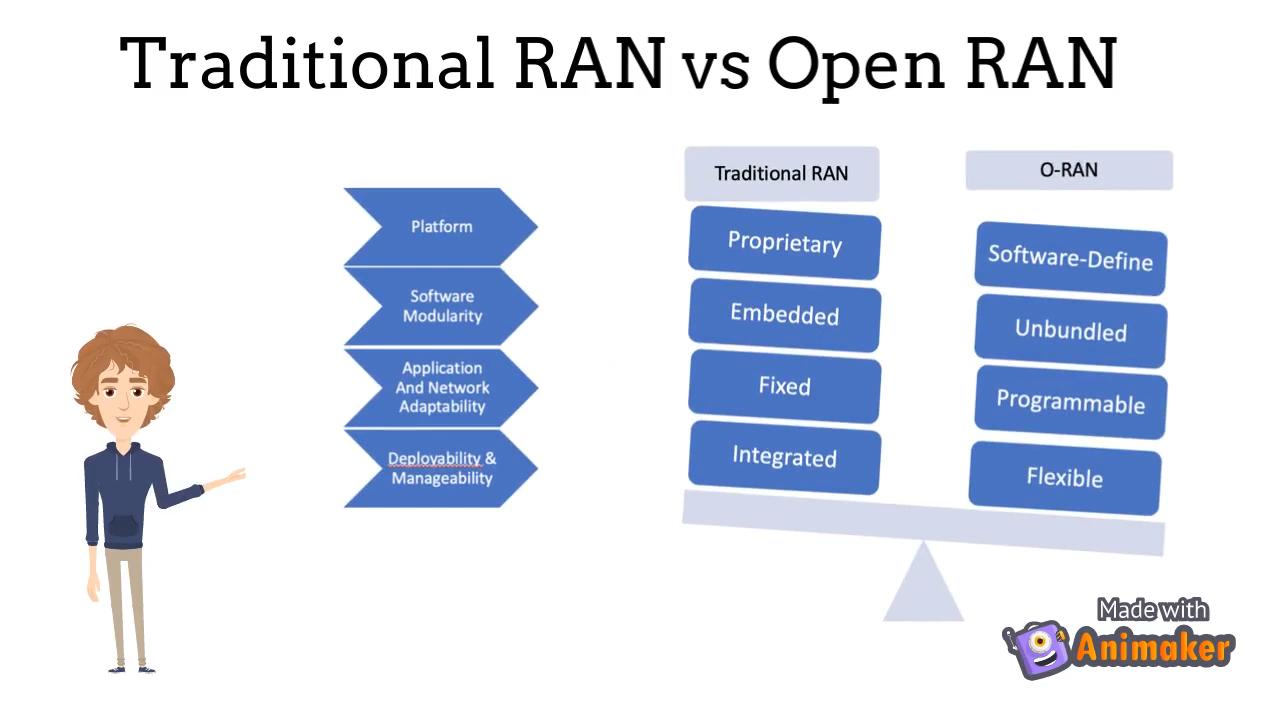 Traditional RAN vs Open RAN
Platform
Software
Modularity
Application
And Network
Adaptability
Deployability &
Manageability
Traditional RAN
Proprietary
Embedded
Fixed
Integrated
O-RAN
Software-Define
Unbundled
Programmable
Flexible
Made with
Animaker